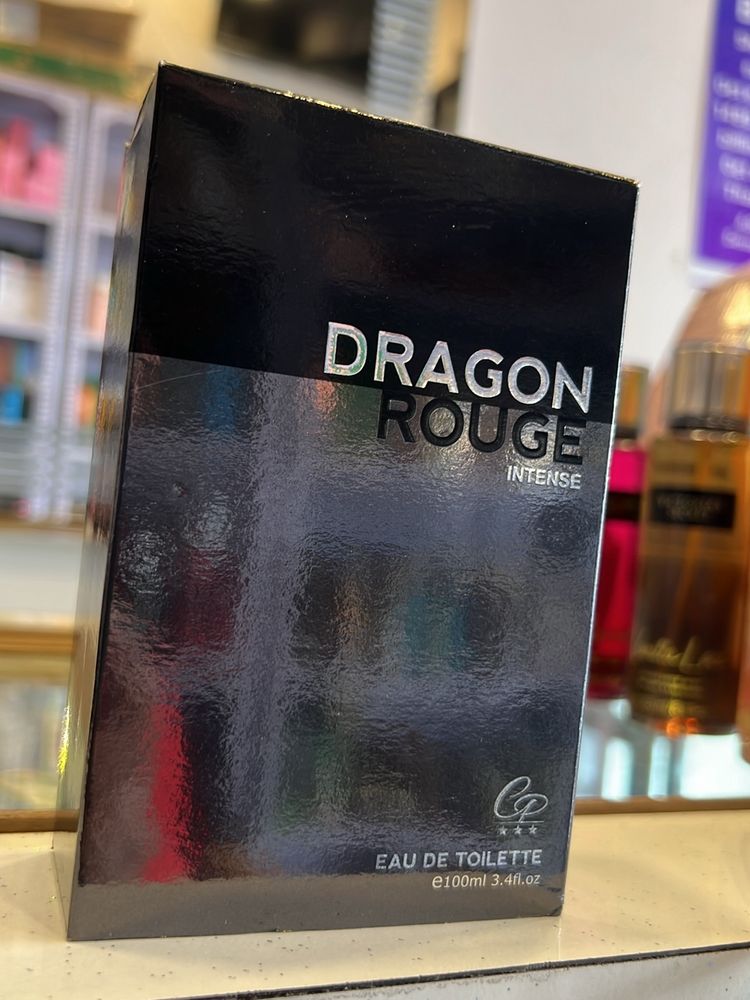 DRAGON
ROUGE
INTENSE
CP
EAU DE TOILETTE
e100ml 3.4fl.oz